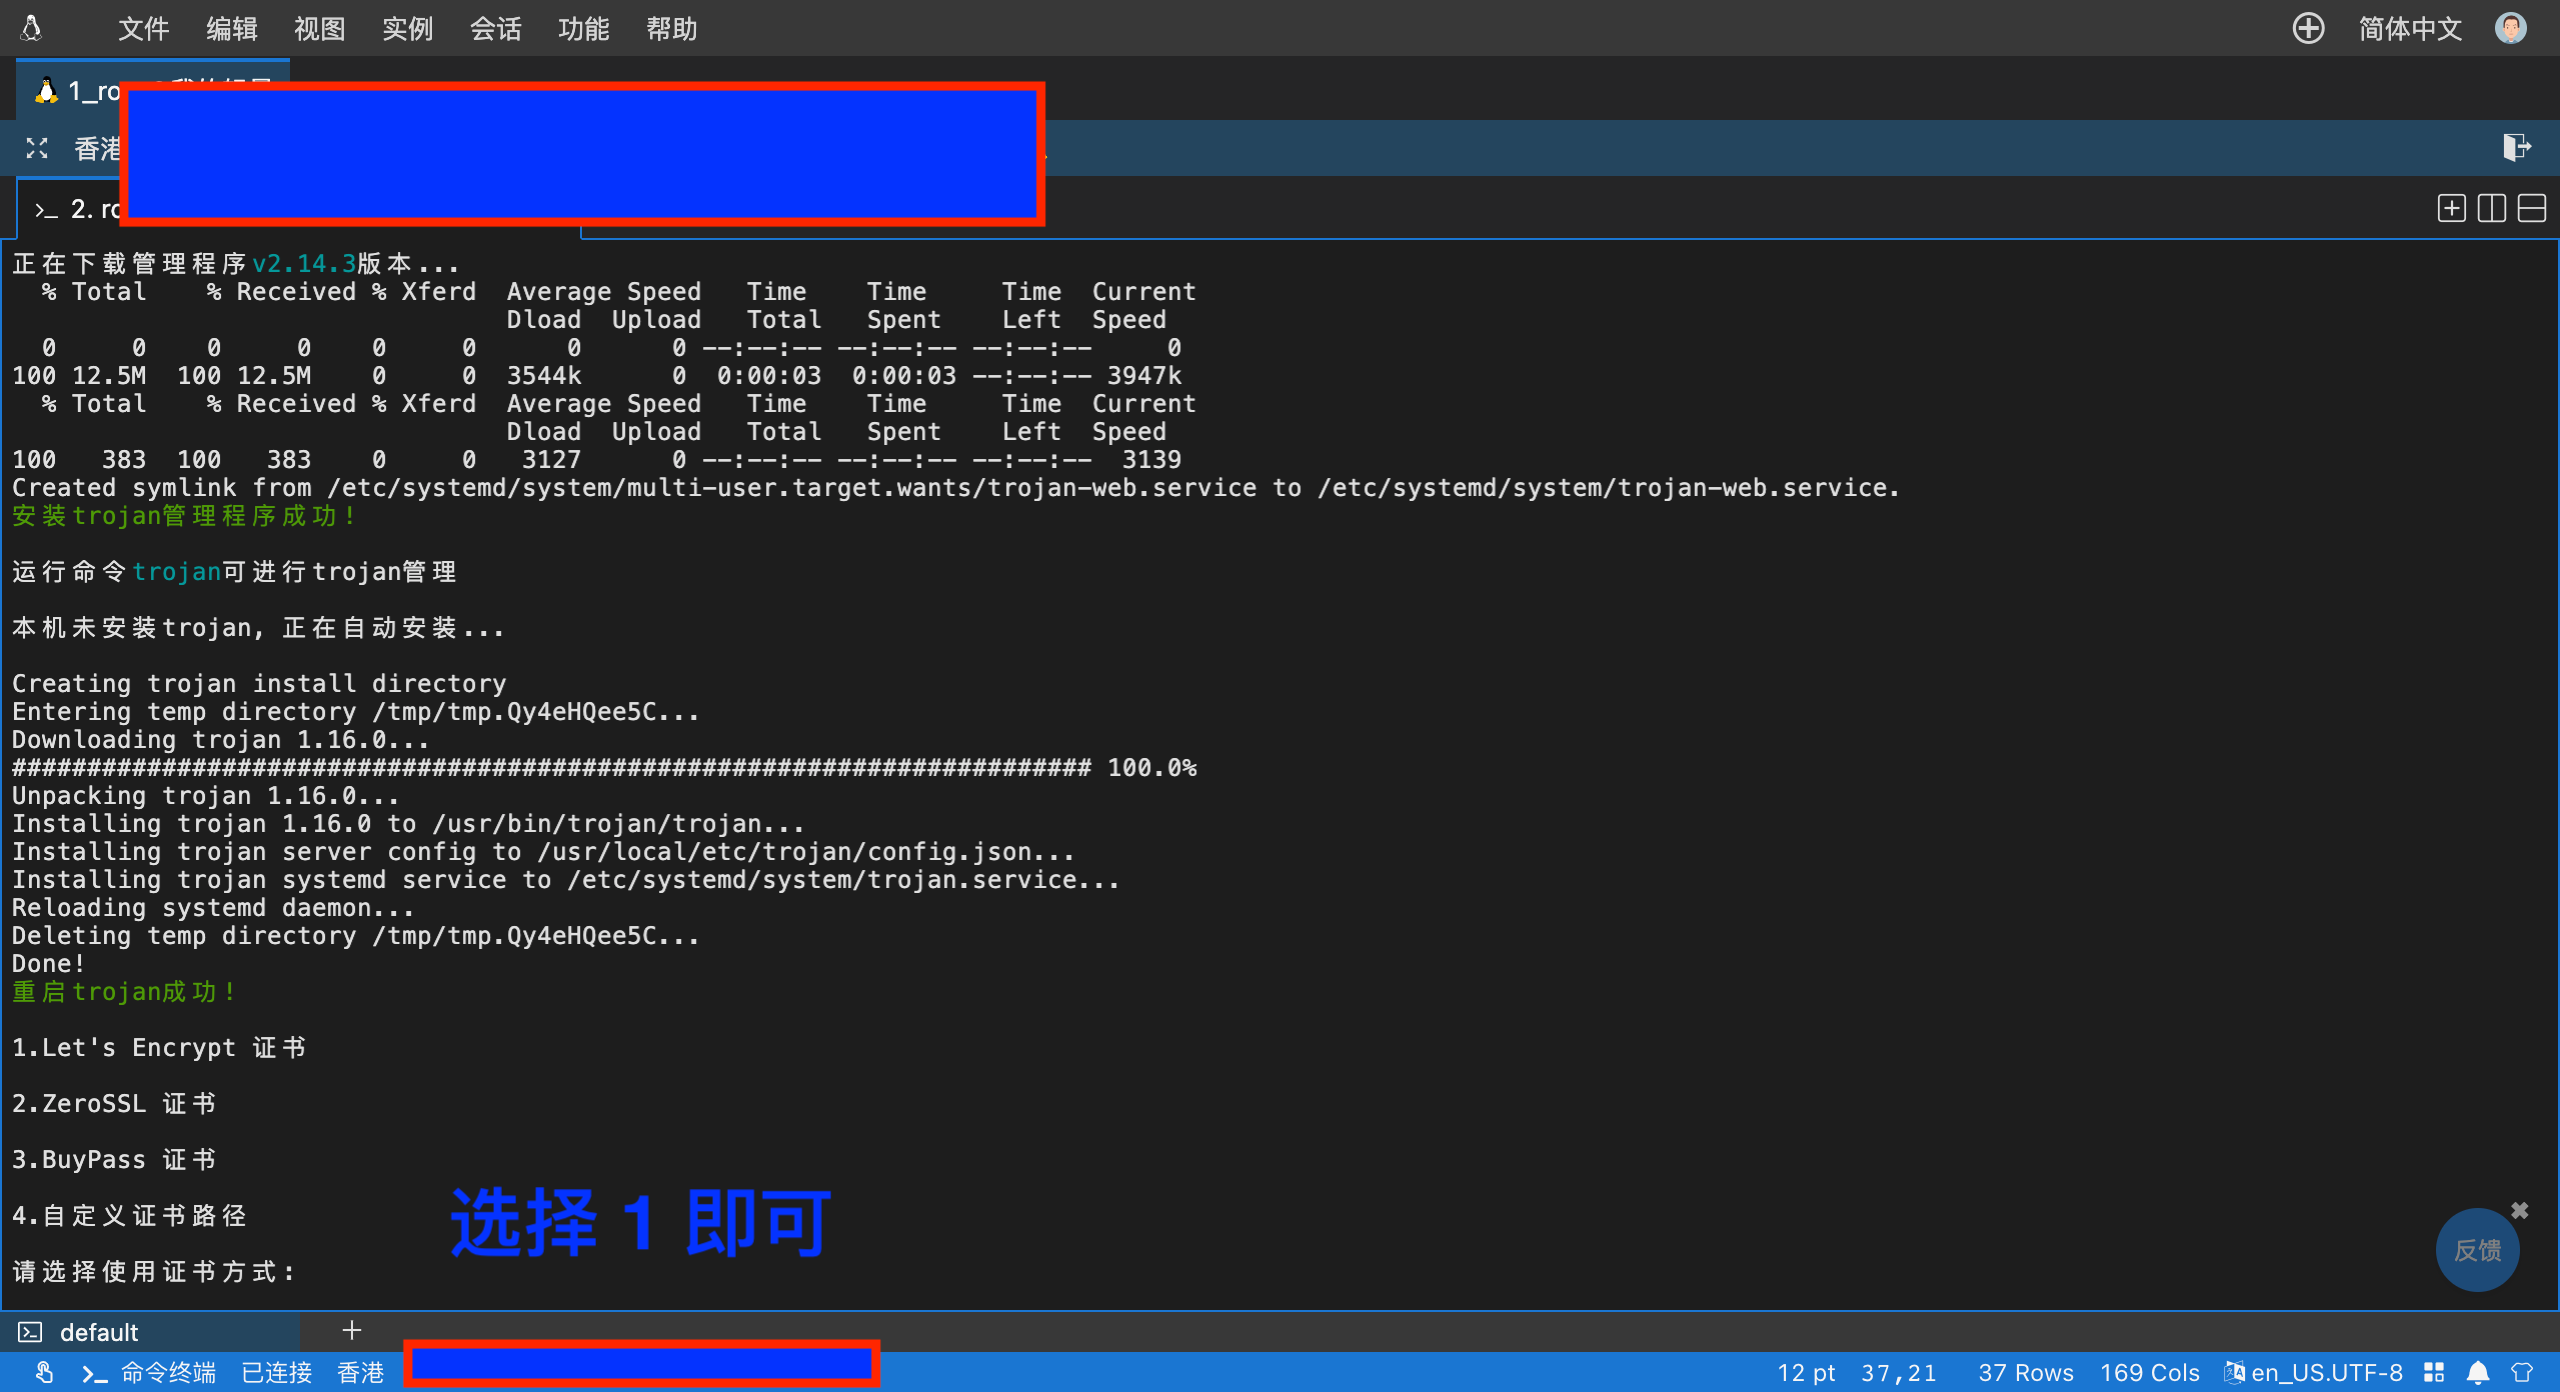 文件 编辑 视图 实例 会话 功能 帮助 简体中文
1_ro
香港
>_ 2. ro
正在下载管理程序v2.14.3版本...
% Total % Received % Xferd Average Speed Time Time Time Current
Dload Upload Total Spent Left Speed
0 0 0 0 0 0 0 0 --:--:-- --:--:-- --:--:-- 0
100 12.5M 100 12.5M 0 0 3544k 0 0:00:03 0:00:03 --:--:-- 3947k
% Total % Received % Xferd Average Speed Time Time Time Current
Dload Upload Total Spent Left Speed
100 383 100 383 0 0 3127 0 --:--:-- --:--:-- --:--:-- 3139
Created symlink from /etc/systemd/system/multi-user.target.wants/trojan-web.service to /etc/systemd/system/trojan-web.service.
安装trojan管理程序成功!
运行命令trojan可进行trojan管理
本机未安装trojan, 正在自动安装...
Creating trojan install directory
Entering temp directory /tmp/tmp.Qy4eHQee5C...
Downloading trojan 1.16.0...
######################################################################## 100.0%
Unpacking trojan 1.16.0...
Installing trojan 1.16.0 to /usr/bin/trojan/trojan...
Installing trojan server config to /usr/local/etc/trojan/config.json...
Installing trojan systemd service to /etc/systemd/system/trojan.service...
Reloading systemd daemon...
Deleting temp directory /tmp/tmp.Qy4eHQee5C...
Done!
重启trojan成功!
1.Let's Encrypt 证书
2.ZeroSSL 证书
3.BuyPass 证书
4.自定义证书路径
选择 1 即可
请选择使用证书方式:
反馈
default
命令终端 已连接 香港 12 pt 37,21 37 Rows 169 Cols en_US.UTF-8